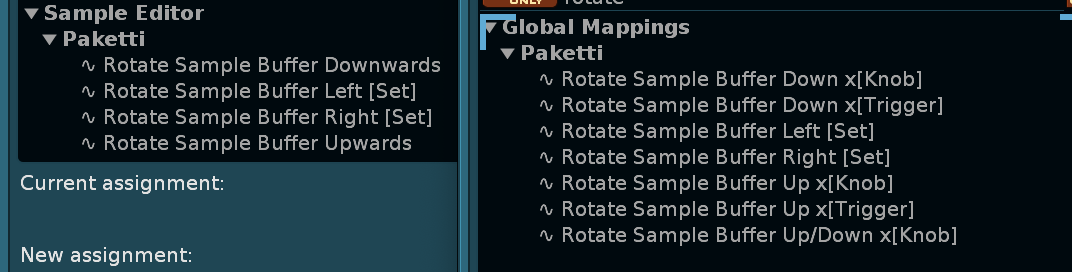 Sample Editor
Paketti
Rotate Sample Buffer Downwards
Rotate Sample Buffer Left [Set]
Rotate Sample Buffer Right [Set]
Rotate Sample Buffer Upwards
Current assignment:
New assignment:
ONLY rotate
Global Mappings
Paketti
Rotate Sample Buffer Down x[Knob]
Rotate Sample Buffer Down x[Trigger]
Rotate Sample Buffer Left [Set]
Rotate Sample Buffer Right [Set]
Rotate Sample Buffer Up x[Knob]
Rotate Sample Buffer Up x[Trigger]
Rotate Sample Buffer Up/Down x[Knob]